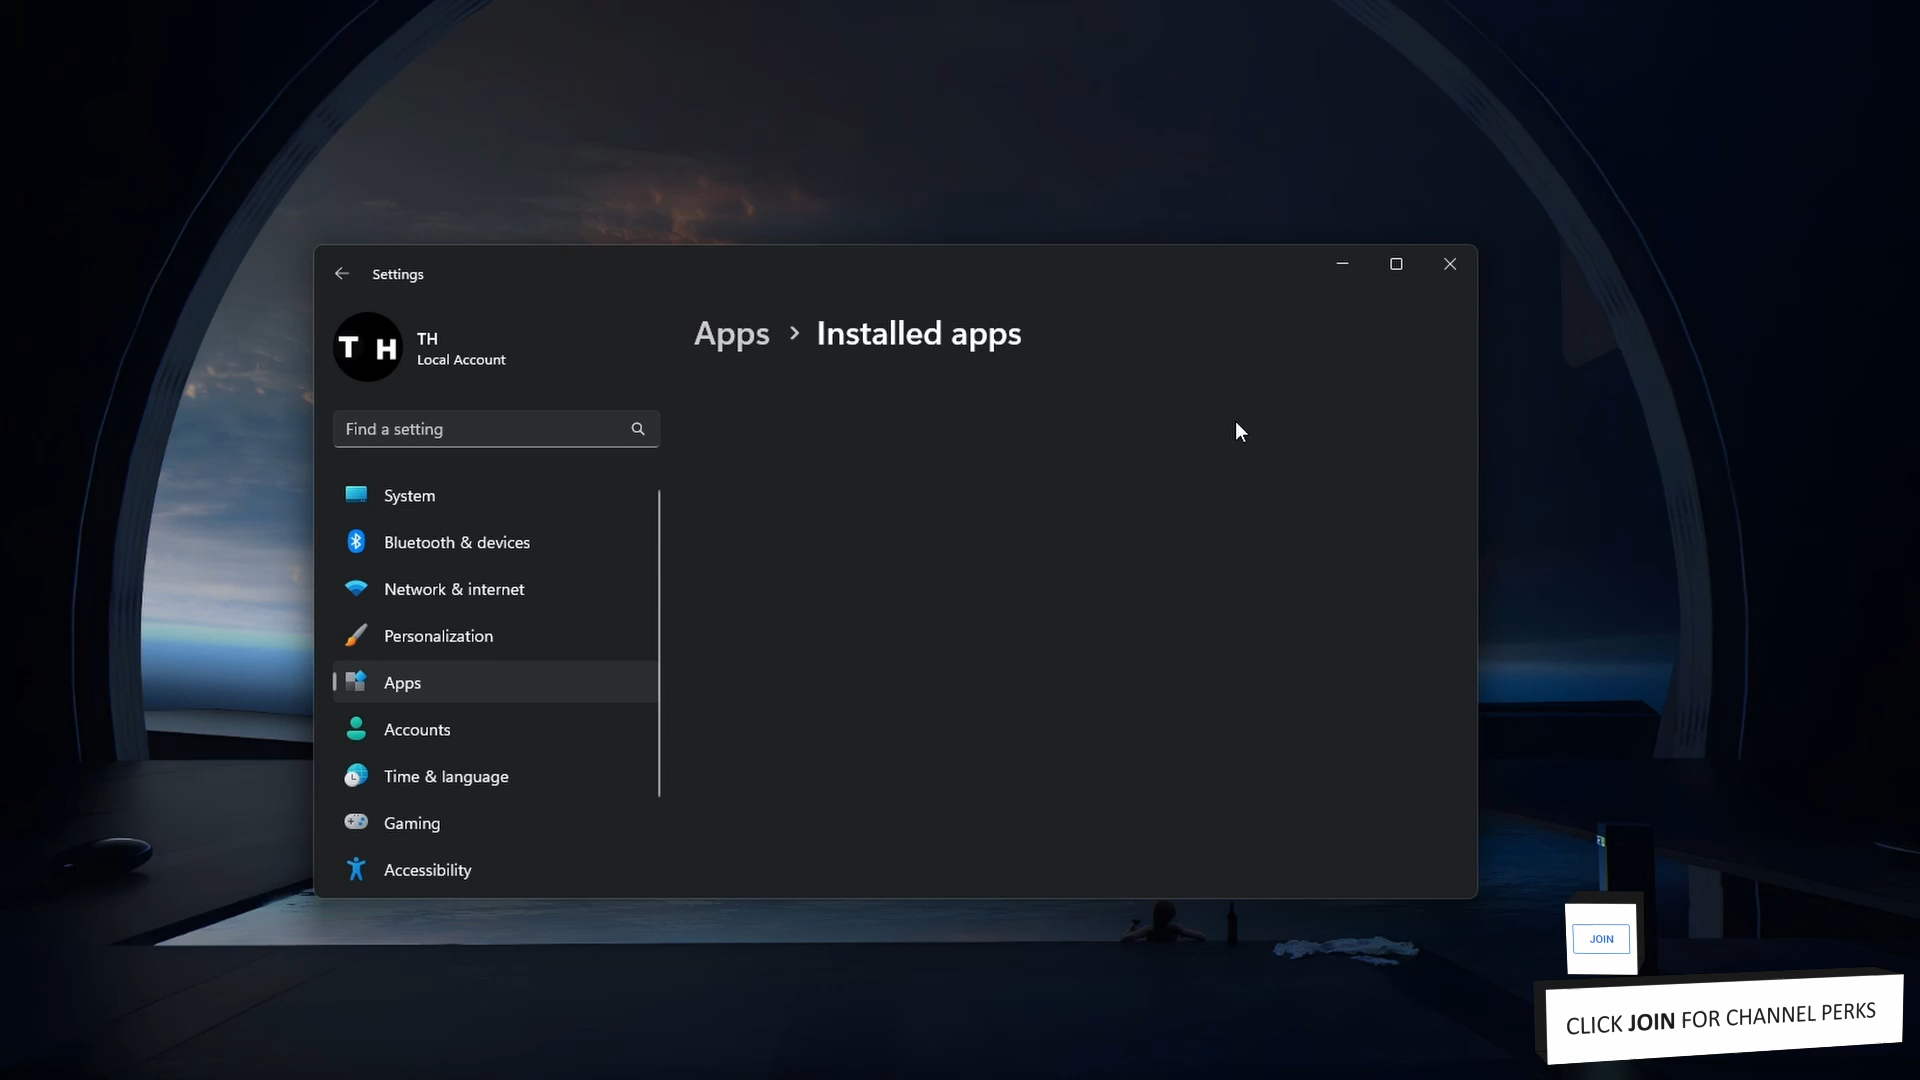 Settings
T H
TH
Local Account
Find a setting
System
Bluetooth & devices
Network & internet
Personalization
Apps
Accounts
Time & language
Gaming
Accessibility
Apps > Installed apps
JOIN
CLICK JOIN FOR CHANNEL PERKS